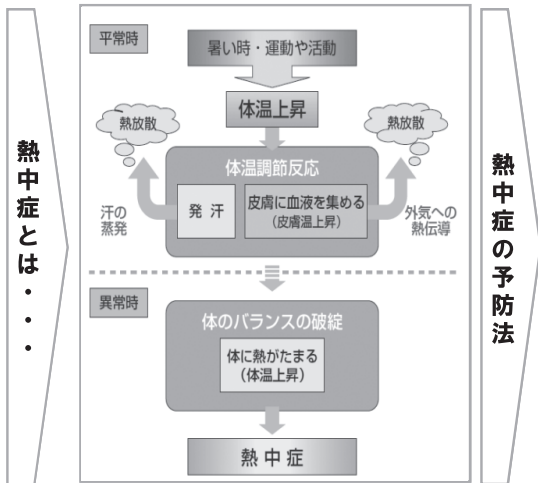 熱中症とは・・・
平常時
暑い時・運動や活動
体温上昇
熱放散
熱放散
体温調節反応
汗の
蒸発
発汗
皮膚に血液を集める
(皮膚温上昇)
外気への
熱伝導
異常時
体のバランスの破綻
体に熱がたまる
(体温上昇)
熱中症
熱中症の予防法